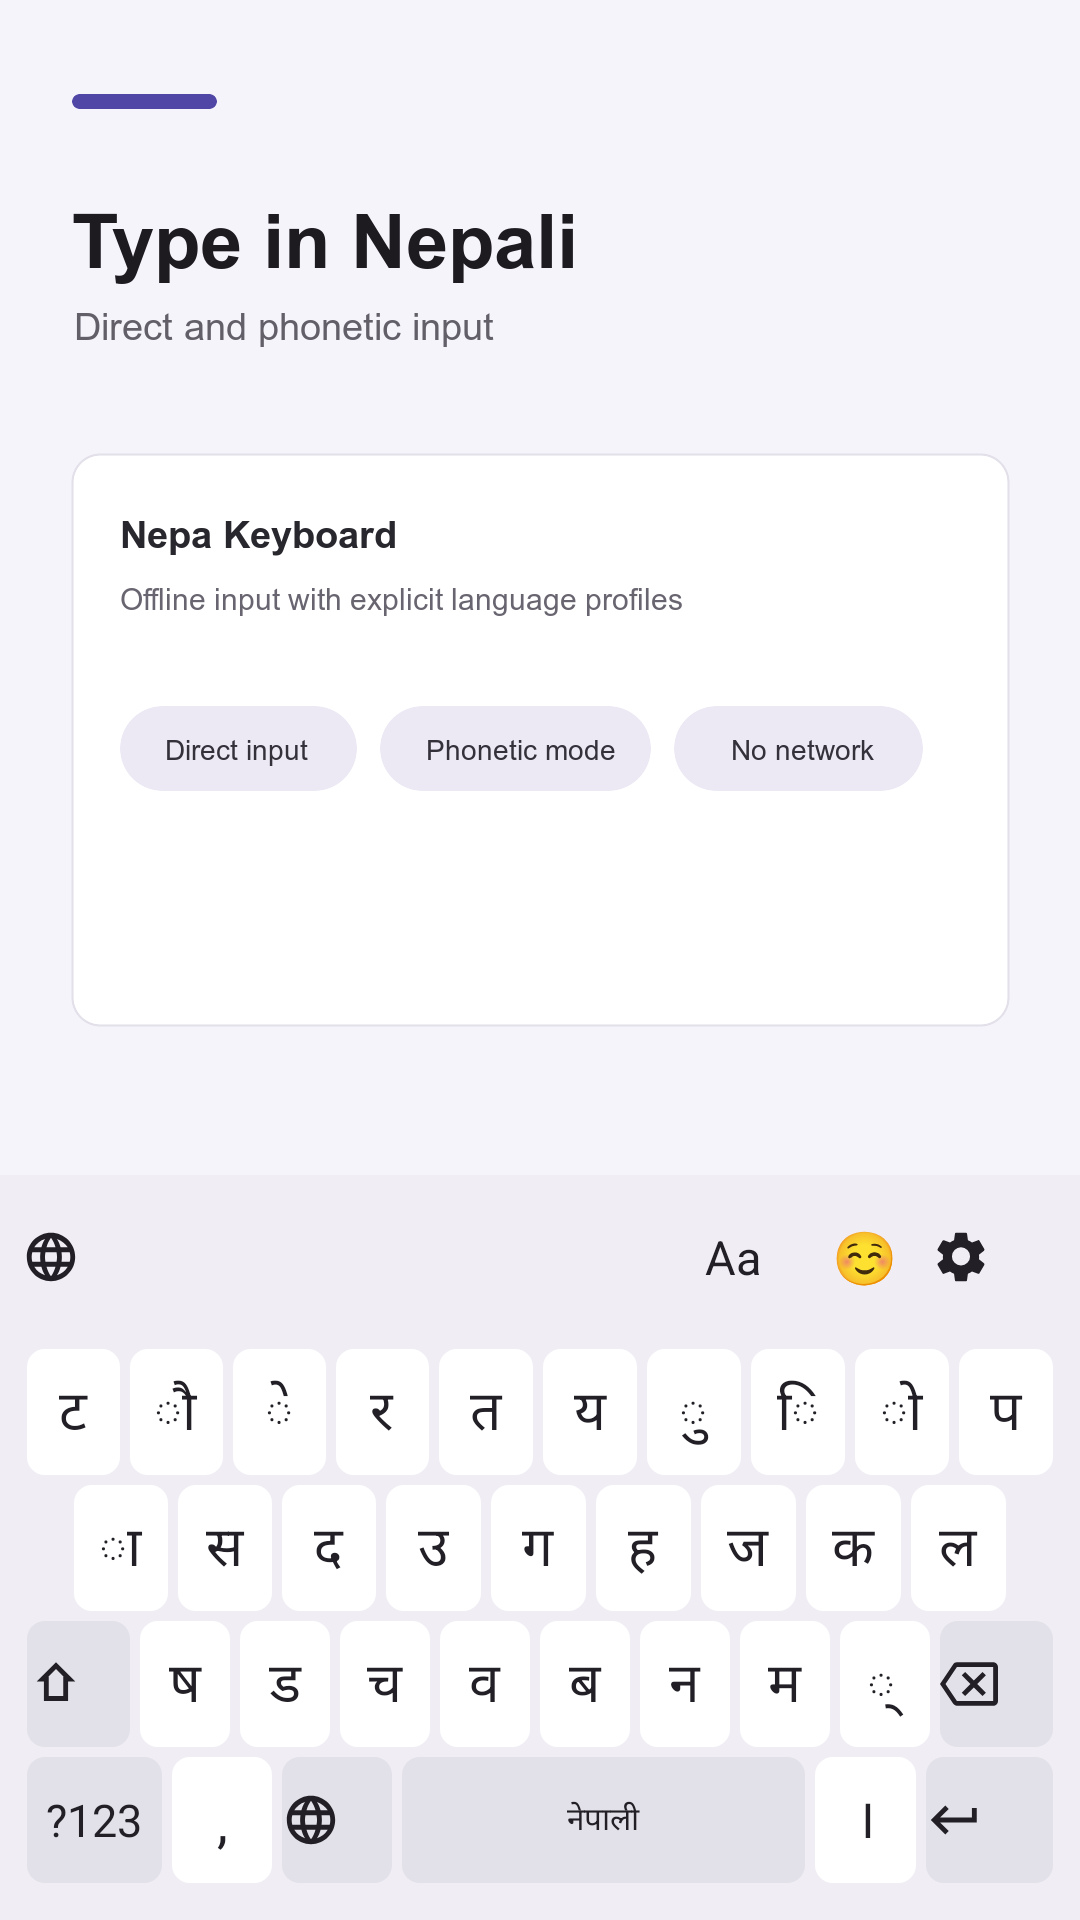 Type in Nepali
Direct and phonetic input
Nepa Keyboard
Offline input with explicit language profiles
Direct input Phonetic mode No network
Aa
ट ौ े र त य ु ि ो प
ा स द उ ग ह ज क ल
ष ड च व ब न म ्
?123 , नेपाली ।